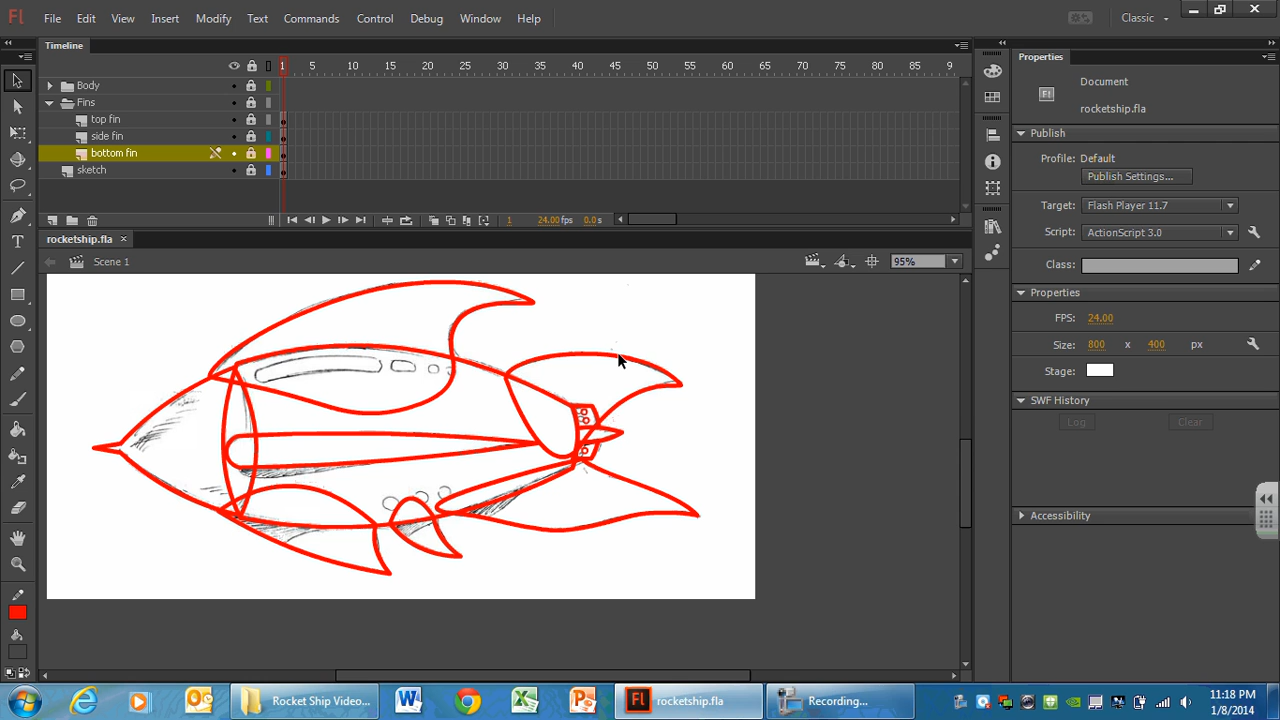 Fl File Edit View Insert Modify Text Commands Control Debug Window Help Classic
Timeline
1 5 10 15 20 25 30 35 40 45 50 55 60 65 70 75 80 85 9
Body
Fins
top fin
side fin
bottom fin
sketch
1 24.00 fps 0.0 s
rocketship.fla
Scene 1 95%
Properties
Fl Document
rocketship.fla
Publish
Profile: Default
Publish Settings...
Target: Flash Player 11.7
Script: ActionScript 3.0
Class:
Properties
FPS: 24.00
Size: 800 x 400 px
Stage:
SWF History
Log Clear
Accessibility
Rocket Ship Video... Fl rocketship.fla Recording...
11:18 PM
1/8/2014